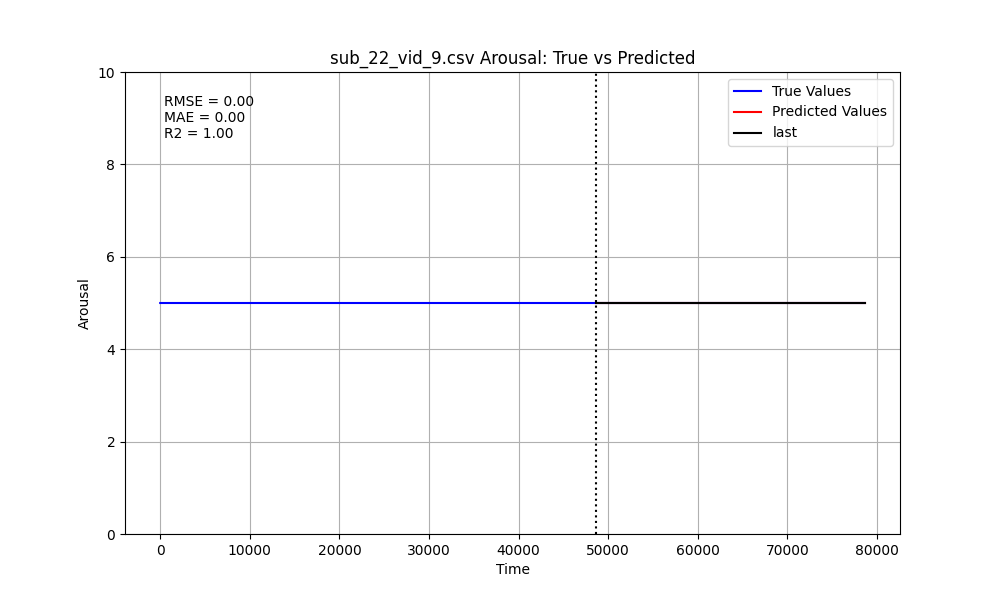 sub_22_vid_9.csv Arousal: True vs Predicted
10
8
6
4
2
0
Arousal
RMSE = 0.00
MAE = 0.00
R2 = 1.00
True Values
Predicted Values
last
0 10000 20000 30000 40000 50000 60000 70000 80000
Time